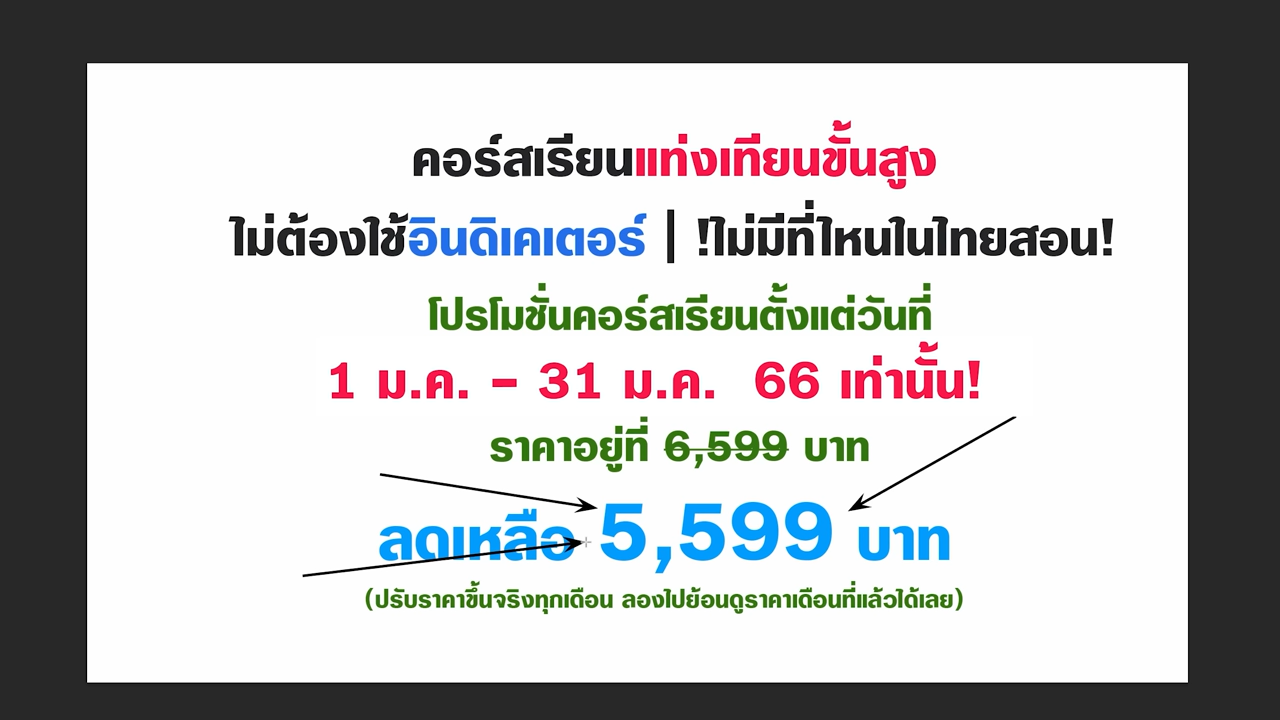 คอร์สเรียนแท่งเทียนขั้นสูง
ไม่ต้องใช้อินดิเคเตอร์ | !ไม่มีที่ไหนในไทยสอน!
โปรโมชั่นคอร์สเรียนตั้งแต่วันที่
1 ม.ค. – 31 ม.ค. 66 เท่านั้น!
ราคาอยู่ที่ 6,599 บาท
ลดเหลือ 5,599 บาท
(ปรับราคาขึ้นจริงทุกเดือน ลองไปย้อนดูราคาเดือนที่แล้วได้เลย)